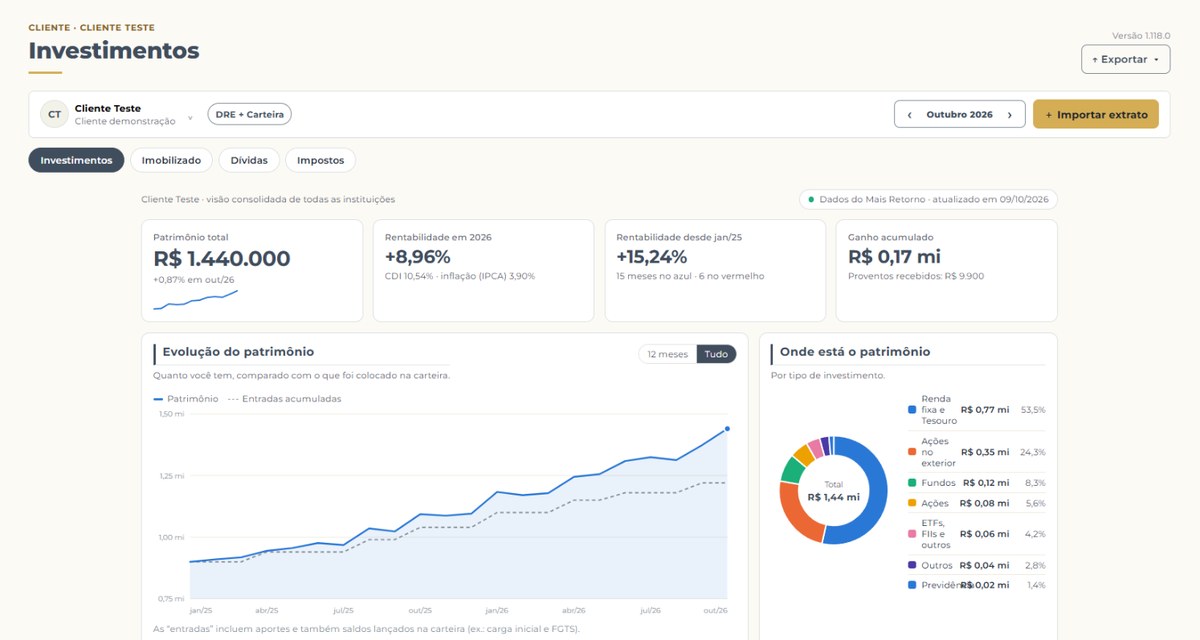 CLIENTE · CLIENTE TESTE
Investimentos
Versão 1.118.0
↑ Exportar
CT
Cliente Teste
Cliente demonstração
DRE + Carteira
‹ Outubro 2026 ›
+ Importar extrato
Investimentos
Imobilizado
Dívidas
Impostos
Cliente Teste · visão consolidada de todas as instituições
Dados do Mais Retorno · atualizado em 09/10/2026
Patrimônio total
R$ 1.440.000
+0,87% em out/26
Rentabilidade em 2026
+8,96%
CDI 10,54% · inflação (IPCA) 3,90%
Rentabilidade desde jan/25
+15,24%
15 meses no azul · 6 no vermelho
Ganho acumulado
R$ 0,17 mi
Proventos recebidos: R$ 9.900
Evolução do patrimônio
12 meses
Tudo
Quanto você tem, comparado com o que foi colocado na carteira.
Patrimônio
Entradas acumuladas
1,50 mi
1,25 mi
1,00 mi
0,75 mi
jan/25
abr/25
jul/25
out/25
jan/26
abr/26
jul/26
out/26
As “entradas” incluem aportes e também saldos lançados na carteira (ex.: carga inicial e FGTS).
Onde está o patrimônio
Por tipo de investimento.
Total
R$ 1,44 mi
Renda
fixa e
Tesouro
R$ 0,77 mi 53,5%
Ações
no
exterior
R$ 0,35 mi 24,3%
Fundos R$ 0,12 mi 8,3%
Ações R$ 0,08 mi 5,6%
ETFs,
FIIs e
outros
R$ 0,06 mi 4,2%
Outros R$ 0,04 mi 2,8%
R$ 0,02 mi 1,4%